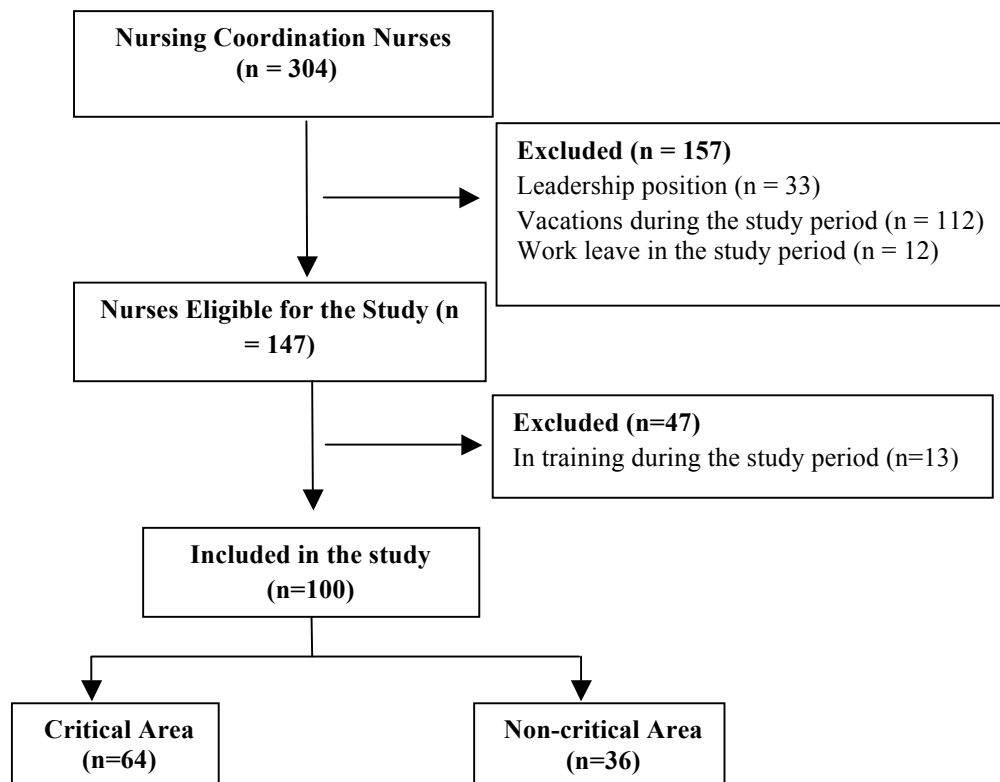 Nursing Coordination Nurses
(n = 304)
Excluded (n = 157)
Leadership position (n = 33)
Vacations during the study period (n = 112)
Work leave in the study period (n = 12)
Nurses Eligible for the Study (n
= 147)
Excluded (n=47)
In training during the study period (n=13)
Included in the study
(n=100)
Critical Area
(n=64)
Non-critical Area
(n=36)